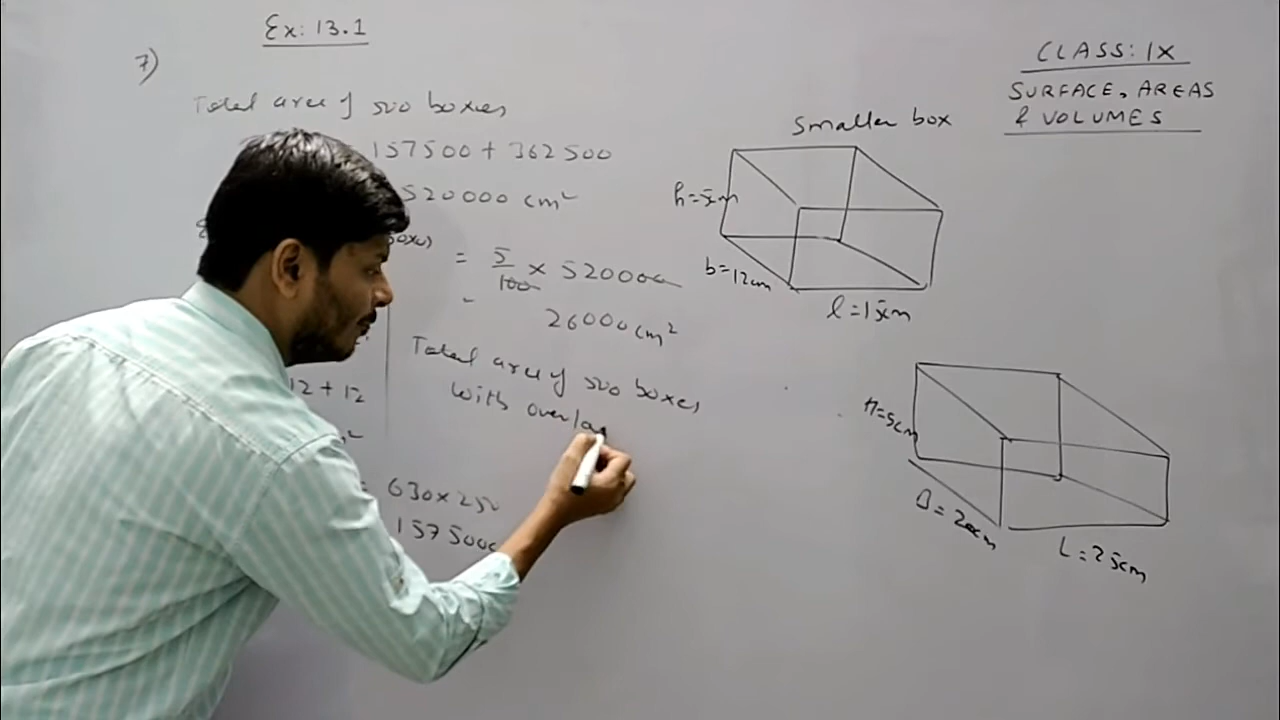 Ex: 13.1
7)
Total area of 500 boxes
157500 + 362500
520000 cm²
= 5/100 × 520000
= 26000 cm²
Total area of 500 boxes
with overla
12 + 12
630×250
157500
CLASS: IX
SURFACE, AREAS
& VOLUMES
Smaller box
h=5cm
b=12cm
l=15cm
H=5cm
B=20cm
L=25cm